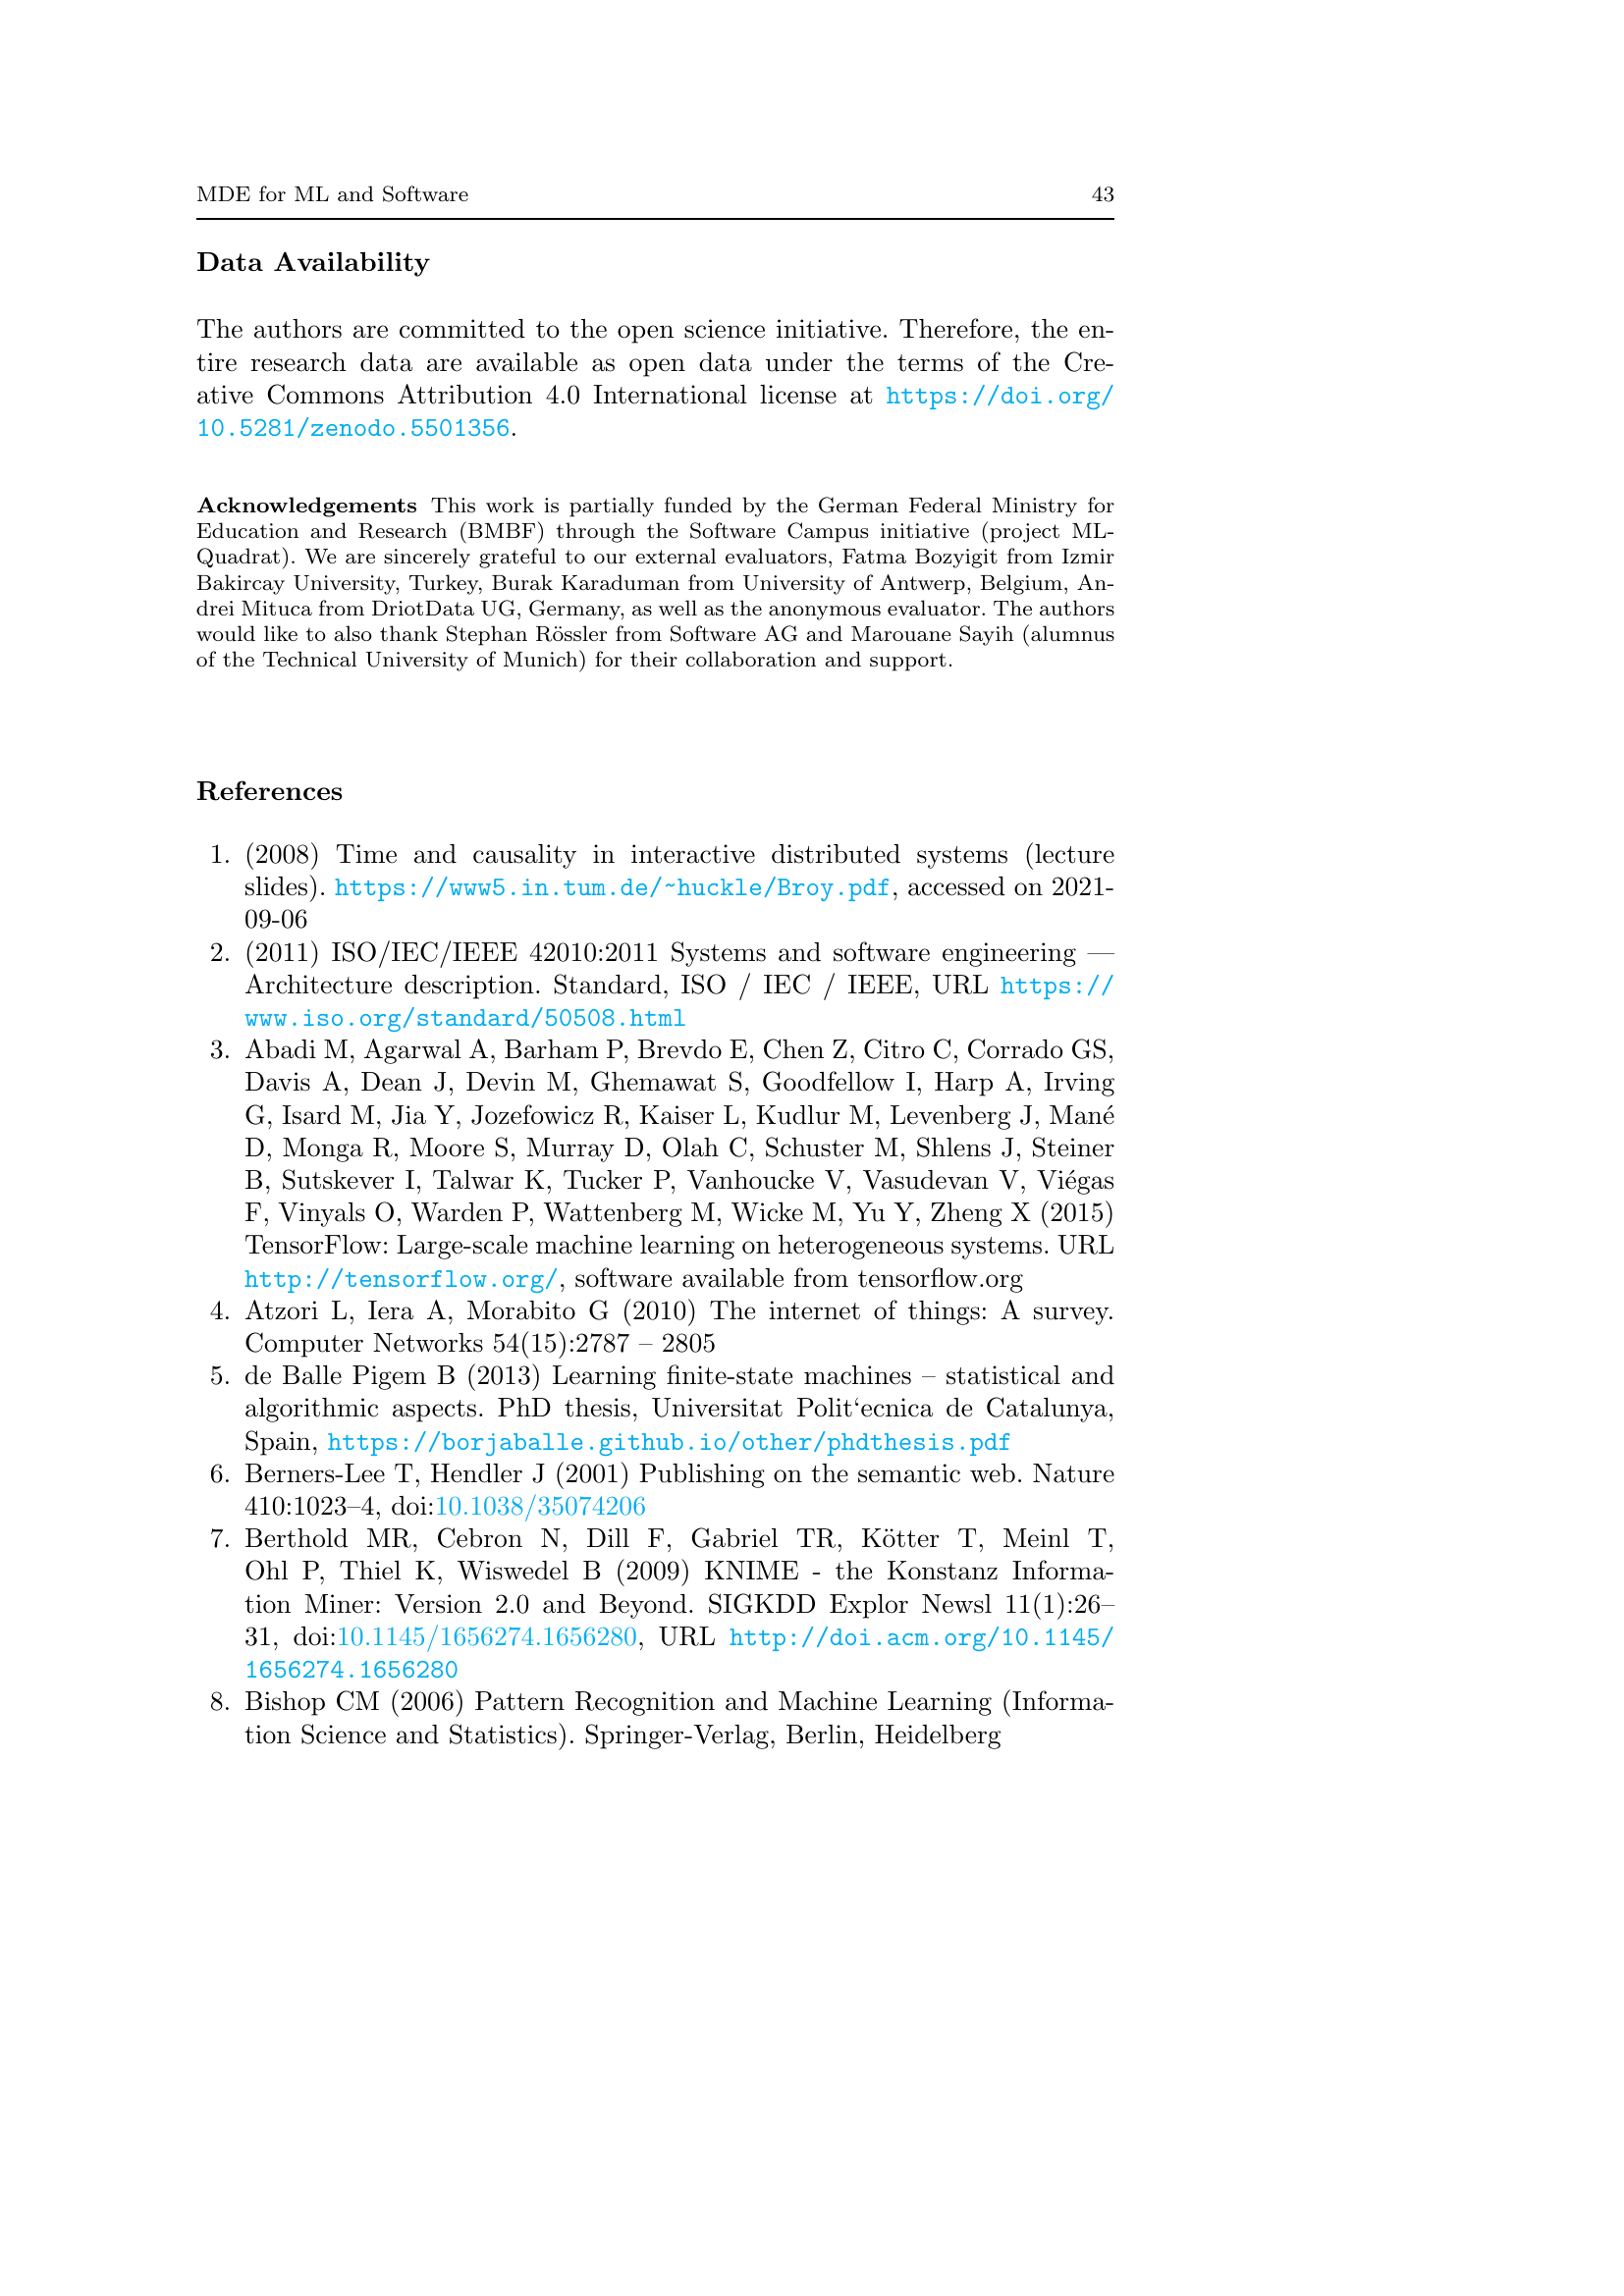 MDE for ML and Software 43
Data Availability
The authors are committed to the open science initiative. Therefore, the en-
tire research data are available as open data under the terms of the Cre-
ative Commons Attribution 4.0 International license at https://doi.org/
10.5281/zenodo.5501356.
Acknowledgements This work is partially funded by the German Federal Ministry for
Education and Research (BMBF) through the Software Campus initiative (project ML-
Quadrat). We are sincerely grateful to our external evaluators, Fatma Bozyigit from Izmir
Bakircay University, Turkey, Burak Karaduman from University of Antwerp, Belgium, An-
drei Mituca from DriotData UG, Germany, as well as the anonymous evaluator. The authors
would like to also thank Stephan Rössler from Software AG and Marouane Sayih (alumnus
of the Technical University of Munich) for their collaboration and support.
References
1. (2008) Time and causality in interactive distributed systems (lecture
slides). https://www5.in.tum.de/~huckle/Broy.pdf, accessed on 2021-
09-06
2. (2011) ISO/IEC/IEEE 42010:2011 Systems and software engineering —
Architecture description. Standard, ISO / IEC / IEEE, URL https://
www.iso.org/standard/50508.html
3. Abadi M, Agarwal A, Barham P, Brevdo E, Chen Z, Citro C, Corrado GS,
Davis A, Dean J, Devin M, Ghemawat S, Goodfellow I, Harp A, Irving
G, Isard M, Jia Y, Jozefowicz R, Kaiser L, Kudlur M, Levenberg J, Mané
D, Monga R, Moore S, Murray D, Olah C, Schuster M, Shlens J, Steiner
B, Sutskever I, Talwar K, Tucker P, Vanhoucke V, Vasudevan V, Viégas
F, Vinyals O, Warden P, Wattenberg M, Wicke M, Yu Y, Zheng X (2015)
TensorFlow: Large-scale machine learning on heterogeneous systems. URL
http://tensorflow.org/, software available from tensorflow.org
4. Atzori L, Iera A, Morabito G (2010) The internet of things: A survey.
Computer Networks 54(15):2787 – 2805
5. de Balle Pigem B (2013) Learning finite-state machines – statistical and
algorithmic aspects. PhD thesis, Universitat Polit‘ecnica de Catalunya,
Spain, https://borjaballe.github.io/other/phdthesis.pdf
6. Berners-Lee T, Hendler J (2001) Publishing on the semantic web. Nature
410:1023–4, doi:10.1038/35074206
7. Berthold MR, Cebron N, Dill F, Gabriel TR, Kötter T, Meinl T,
Ohl P, Thiel K, Wiswedel B (2009) KNIME - the Konstanz Informa-
tion Miner: Version 2.0 and Beyond. SIGKDD Explor Newsl 11(1):26–
31, doi:10.1145/1656274.1656280, URL http://doi.acm.org/10.1145/
1656274.1656280
8. Bishop CM (2006) Pattern Recognition and Machine Learning (Informa-
tion Science and Statistics). Springer-Verlag, Berlin, Heidelberg